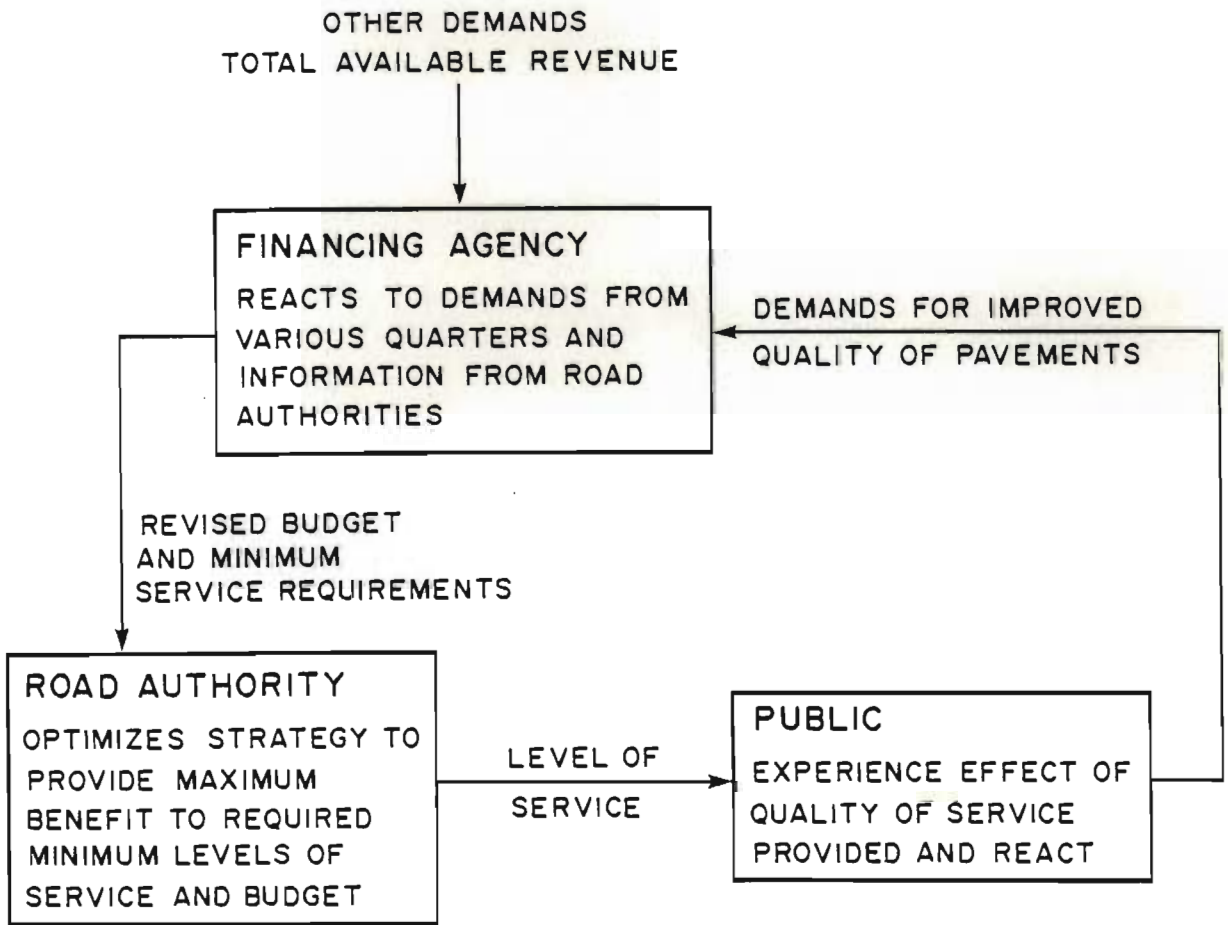 OTHER DEMANDS
TOTAL AVAILABLE REVENUE
FINANCING AGENCY
REACTS TO DEMANDS FROM
VARIOUS QUARTERS AND
INFORMATION FROM ROAD
AUTHORITIES
DEMANDS FOR IMPROVED
QUALITY OF PAVEMENTS
REVISED BUDGET
AND MINIMUM
SERVICE REQUIREMENTS
ROAD AUTHORITY
OPTIMIZES STRATEGY TO
PROVIDE MAXIMUM
BENEFIT TO REQUIRED
MINIMUM LEVELS OF
SERVICE AND BUDGET
LEVEL OF
SERVICE
PUBLIC
EXPERIENCE EFFECT OF
QUALITY OF SERVICE
PROVIDED AND REACT